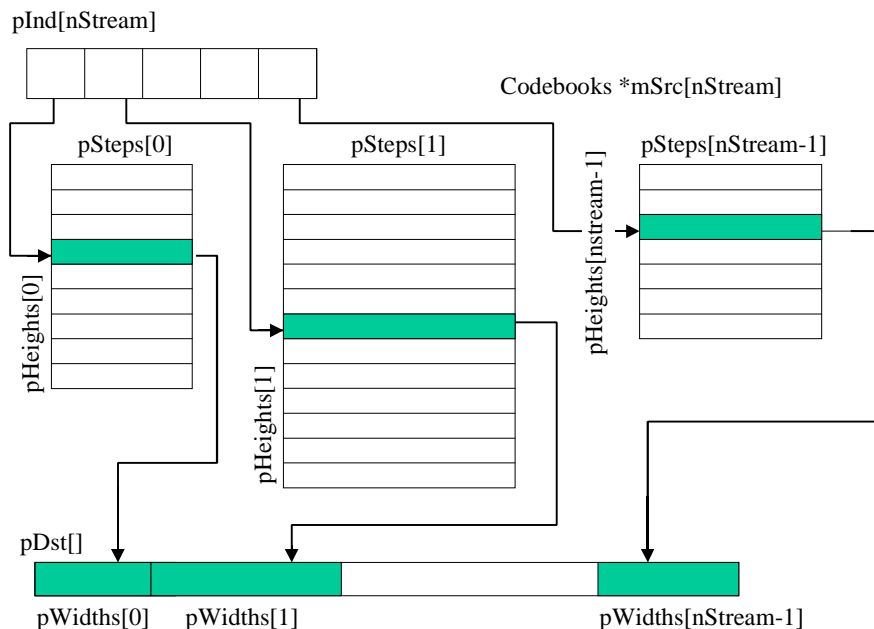 pInd[nStream]
Codebooks *mSrc[nStream]
pSteps[0]
pSteps[1]
pSteps[nStream-1]
pHeights[0]
pHeights[1]
pHeights[nstream-1]
pDst[]
pWidths[0]
pWidths[1]
pWidths[nStream-1]